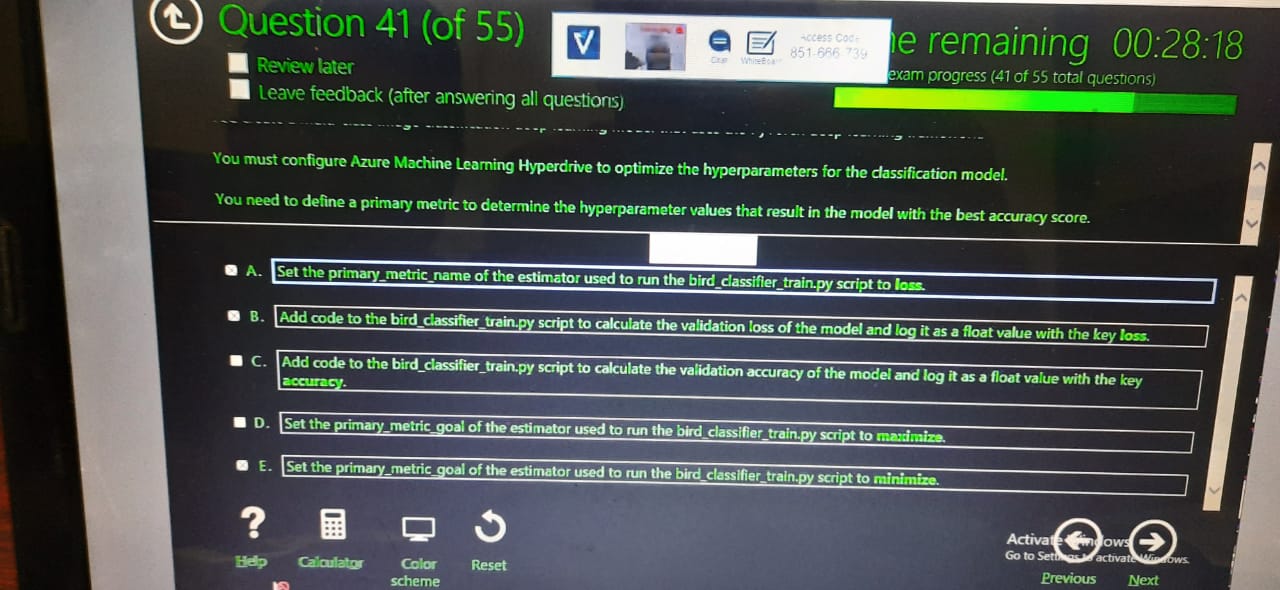 Question 41 (of 55)
Review later
Leave feedback (after answering all questions)
Chat
WhiteBoard
Access Code
851-666-739
e remaining 00:28:18
exam progress (41 of 55 total questions)
You must configure Azure Machine Learning Hyperdrive to optimize the hyperparameters for the classification model.
You need to define a primary metric to determine the hyperparameter values that result in the model with the best accuracy score.
A. Set the primary_metric_name of the estimator used to run the bird_classifier_train.py script to loss.
B. Add code to the bird_classifier_train.py script to calculate the validation loss of the model and log it as a float value with the key loss.
C. Add code to the bird_classifier_train.py script to calculate the validation accuracy of the model and log it as a float value with the key
accuracy.
D. Set the primary_metric_goal of the estimator used to run the bird_classifier_train.py script to maximize.
E. Set the primary_metric_goal of the estimator used to run the bird_classifier_train.py script to minimize.
Help
Calculator
Color
scheme
Reset
Activate Windows
Go to Settings to activate Windows.
Previous
Next